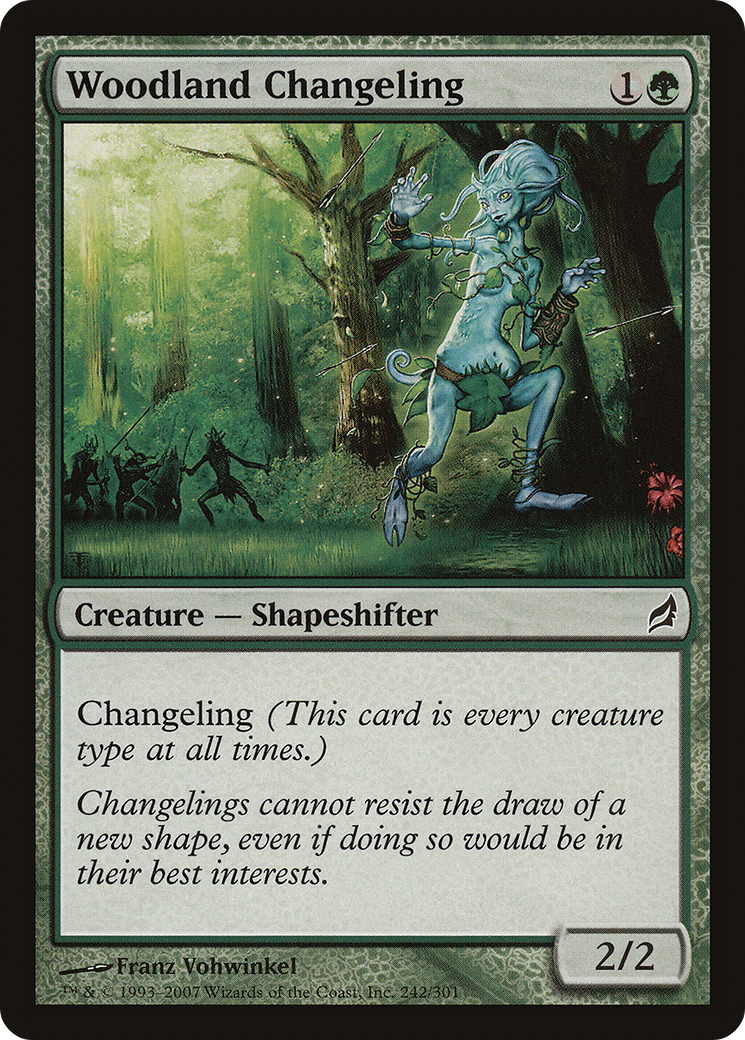 Woodland Changeling 1
Creature — Shapeshifter
Changeling (This card is every creature
type at all times.)
Changelings cannot resist the draw of a
new shape, even if doing so would be in
their best interests.
2/2
Franz Vohwinkel
™ & © 1993–2007 Wizards of the Coast, Inc. 242/301